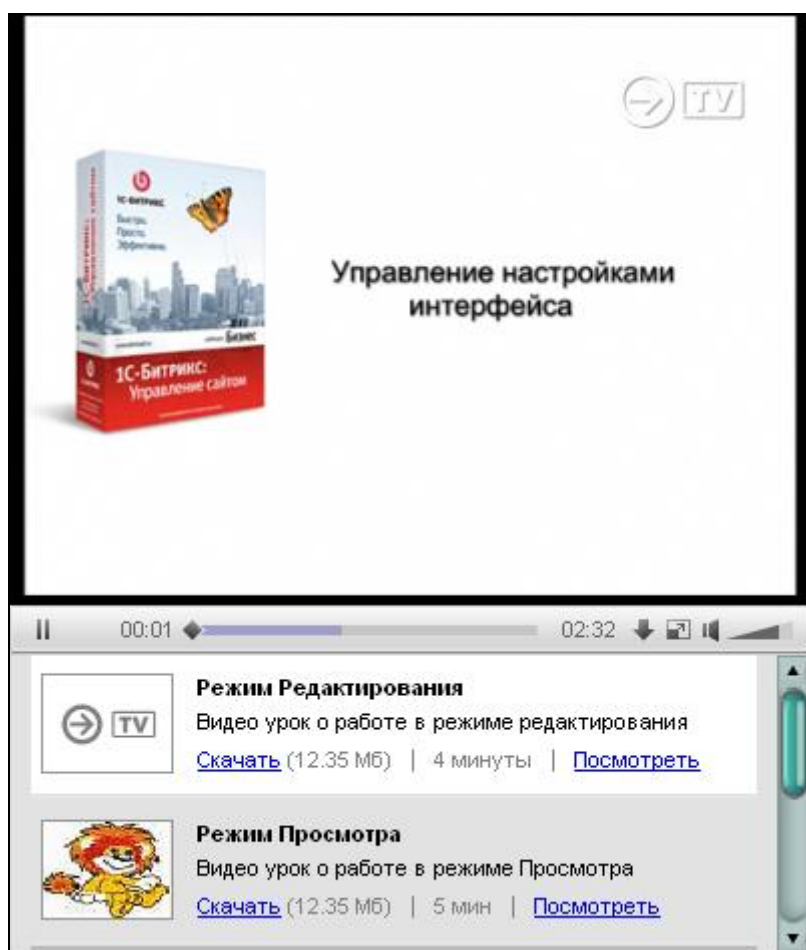 TV
1С-БИТРИКС
Быстро.
Просто.
Эффективно.
Бизнес
1С-Битрикс:
Управление сайтом
Управление настройками
интерфейса
00:01
02:32
Режим Редактирования
Видео урок о работе в режиме редактирования
Скачать (12.35 Мб) | 4 минуты | Посмотреть
TV
Режим Просмотра
Видео урок о работе в режиме Просмотра
Скачать (12.35 Мб) | 5 мин | Посмотреть